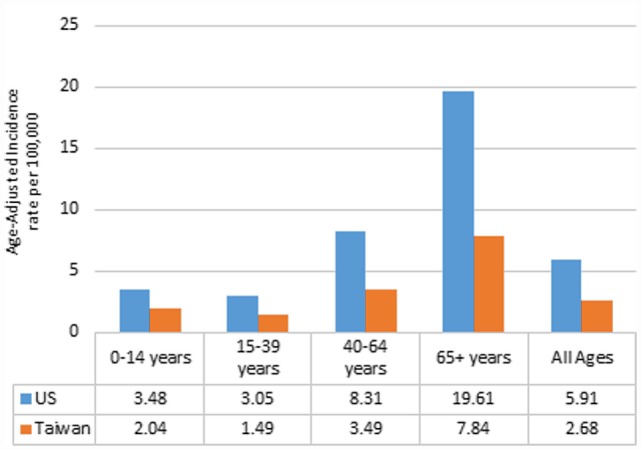 Age-Adjusted Incidence
rate per 100,000
25
20
15
10
5
0
0-14 years 15-39 years 40-64 years 65+ years All Ages
US 3.48 3.05 8.31 19.61 5.91
Taiwan 2.04 1.49 3.49 7.84 2.68